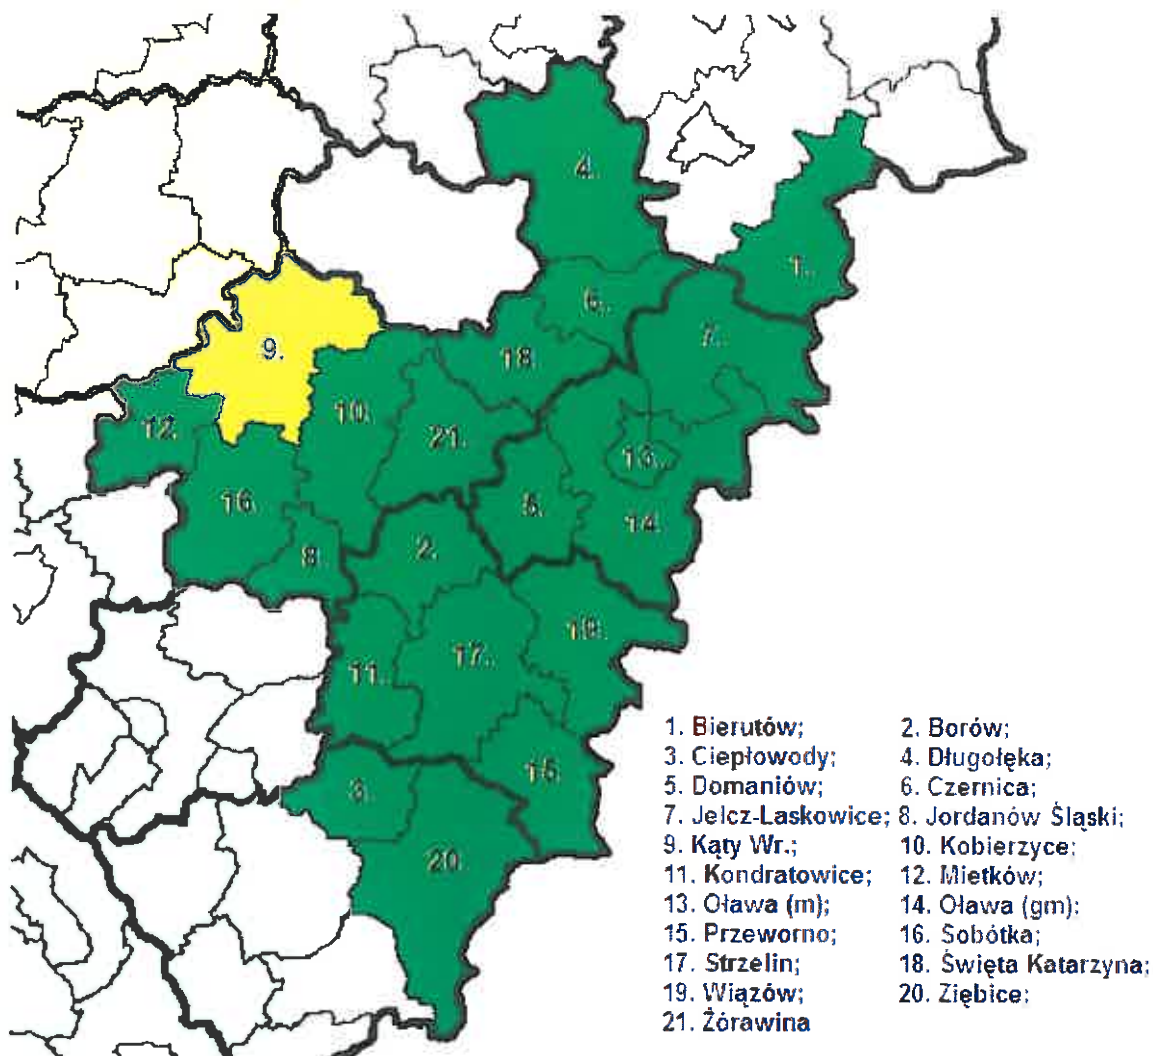 4.
1.
6.
7.
9.
18.
10.
12.
21.
13.
16.
5.
14.
2.
8.
19.
17.
11.
15.
3.
20.
1. Bierutów; 2. Borów;
3. Ciepłowody; 4. Długołęka;
5. Domaniów; 6. Czernica;
7. Jelcz-Laskowice; 8. Jordanów Śląski;
9. Kąty Wr.; 10. Kobierzyce;
11. Kondratowice; 12. Mietków;
13. Oława (m); 14. Oława (gm):
15. Przeworno; 16. Sobótka;
17. Strzelin; 18. Święta Katarzyna;
19. Wiązów; 20. Ziębice;
21. Żórawina